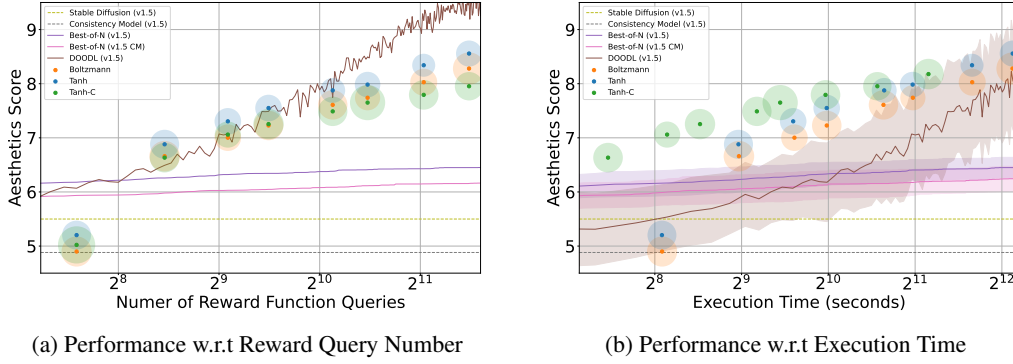 Aesthetics Score
9
8
7
6
5
Stable Diffusion (v1.5)
Consistency Model (v1.5)
Best-of-N (v1.5)
Best-of-N (v1.5 CM)
DOODL (v1.5)
Boltzmann
Tanh
Tanh-C
2^8
2^9
2^10
2^11
Numer of Reward Function Queries
(a) Performance w.r.t Reward Query Number
Aesthetics Score
9
8
7
6
5
Stable Diffusion (v1.5)
Consistency Model (v1.5)
Best-of-N (v1.5)
Best-of-N (v1.5 CM)
DOODL (v1.5)
Boltzmann
Tanh
Tanh-C
2^8
2^9
2^10
2^11
2^12
Execution Time (seconds)
(b) Performance w.r.t Execution Time